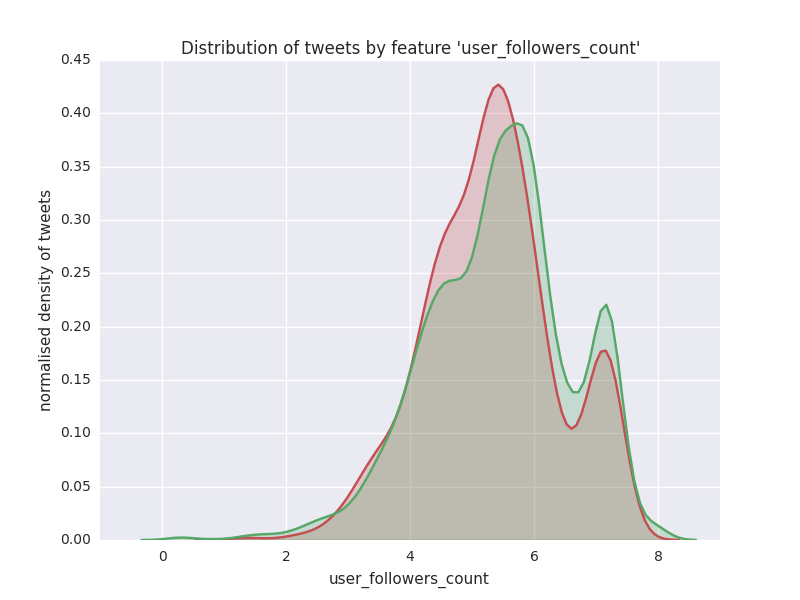 Distribution of tweets by feature 'user_followers_count'
0.45
0.40
0.35
0.30
0.25
0.20
0.15
0.10
0.05
0.00
normalised density of tweets
0 2 4 6 8
user_followers_count